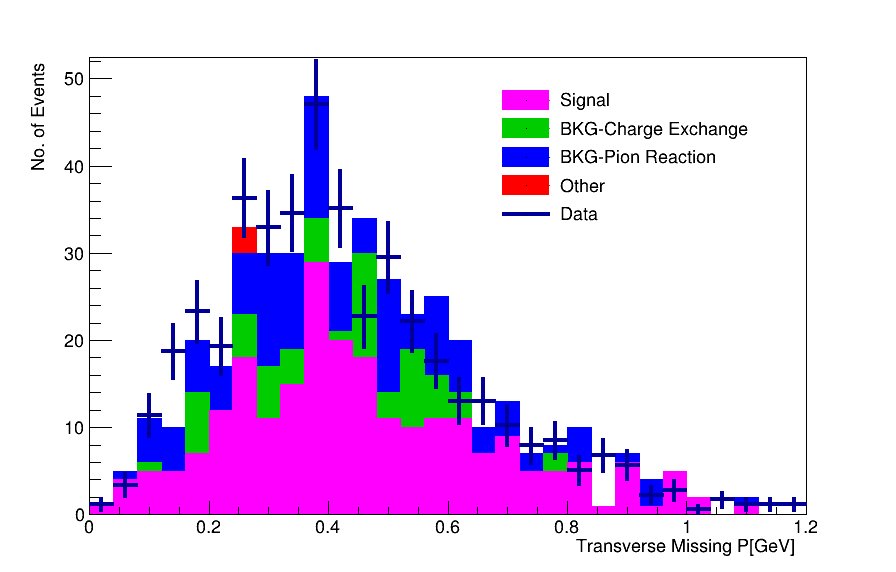 No. of Events
50
40
30
20
10
0
Signal
BKG-Charge Exchange
BKG-Pion Reaction
Other
Data
0 0.2 0.4 0.6 0.8 1 1.2
Transverse Missing P[GeV]